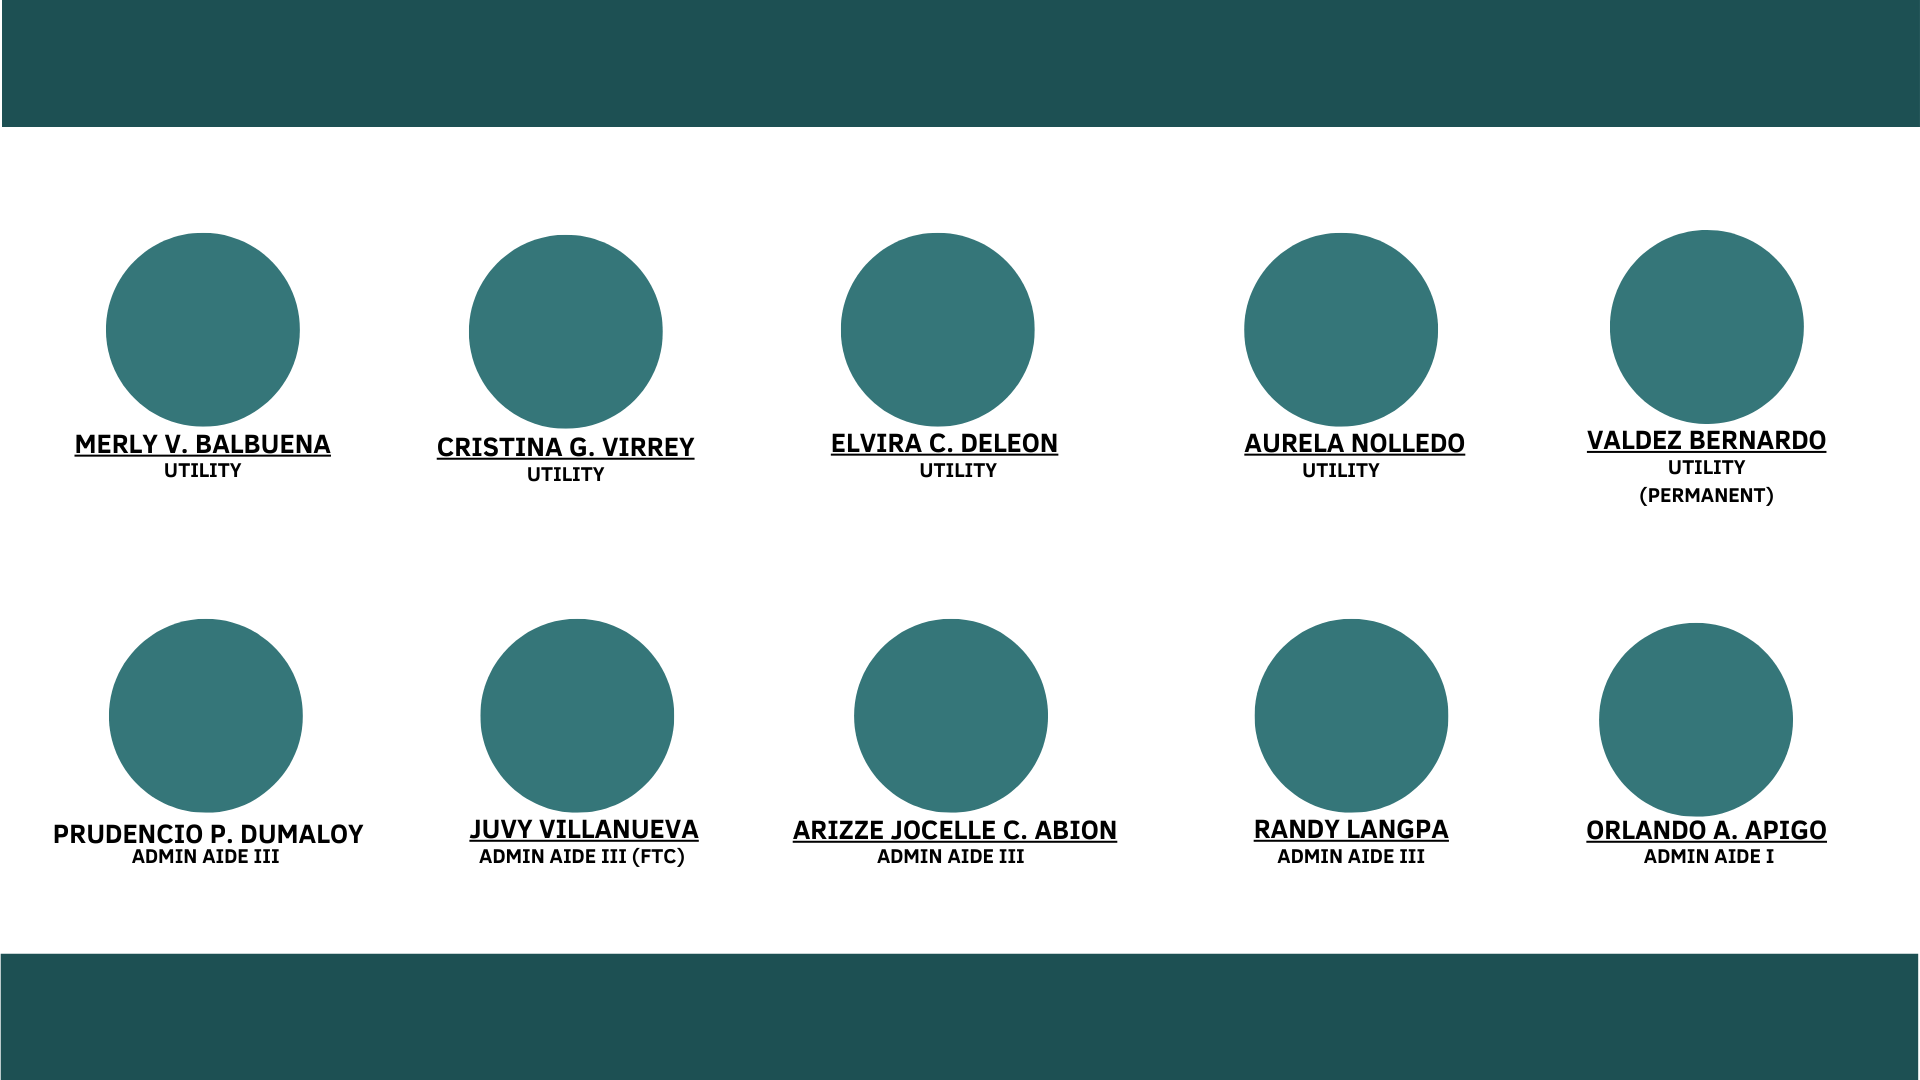 MERLY V. BALBUENA
UTILITY
CRISTINA G. VIRREY
UTILITY
ELVIRA C. DELEON
UTILITY
AURELA NOLLEDO
UTILITY
VALDEZ BERNARDO
UTILITY
(PERMANENT)
PRUDENCIO P. DUMALOY
ADMIN AIDE III
JUVY VILLANUEVA
ADMIN AIDE III (FTC)
ARIZZE JOCELLE C. ABION
ADMIN AIDE III
RANDY LANGPA
ADMIN AIDE III
ORLANDO A. APIGO
ADMIN AIDE I